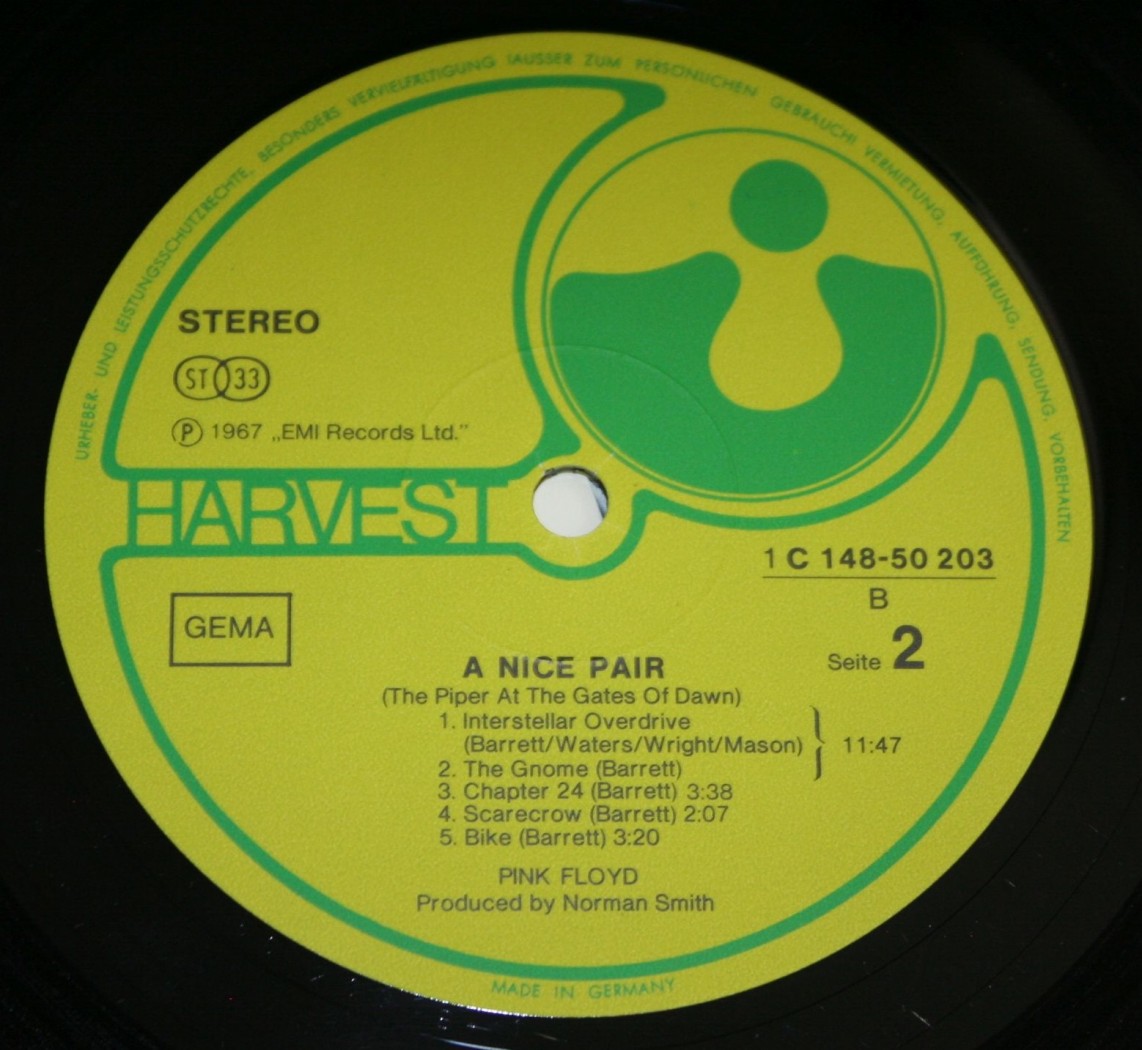 URHEBER- UND LEISTUNGSSCHUTZRECHTE, BESONDERS VERVIELFÄLTIGUNG (AUSSER ZUM PERSÖNLICHEN GEBRAUCH) VERMIETUNG, AUFFÜHRUNG, SENDUNG, VORBEHALTEN
STEREO
ST 33
Ⓟ 1967 „EMI Records Ltd.”
HARVEST
1 C 148-50 203
B
Seite 2
GEMA
A NICE PAIR
(The Piper At The Gates Of Dawn)
1. Interstellar Overdrive
(Barrett/Waters/Wright/Mason) } 11:47
2. The Gnome (Barrett)
3. Chapter 24 (Barrett) 3:38
4. Scarecrow (Barrett) 2:07
5. Bike (Barrett) 3:20
PINK FLOYD
Produced by Norman Smith
MADE IN GERMANY